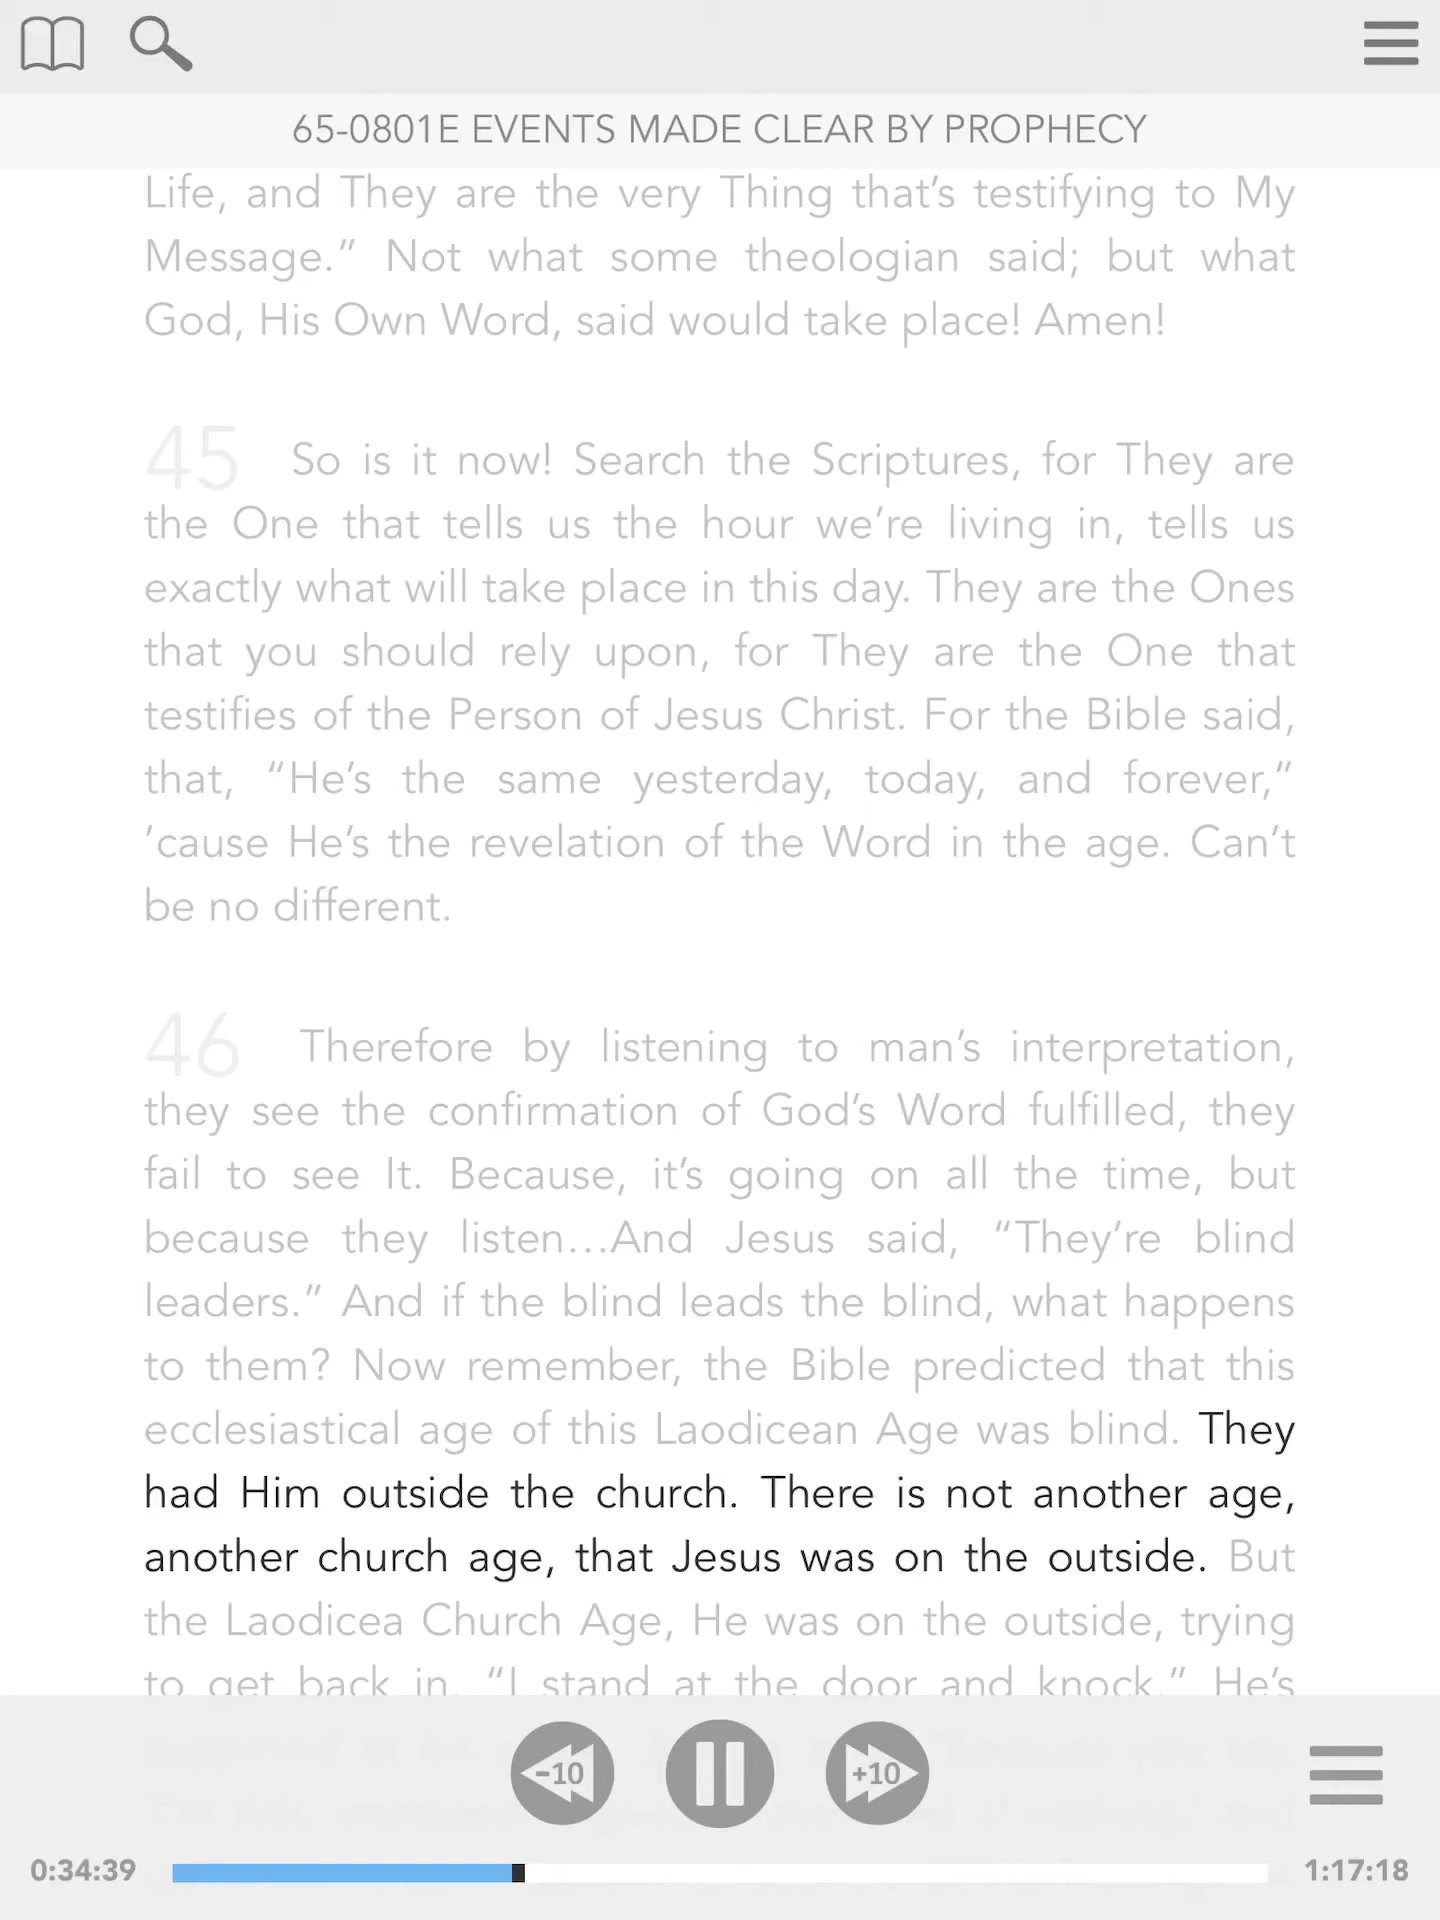 65-0801E EVENTS MADE CLEAR BY PROPHECY
Life, and They are the very Thing that’s testifying to My
Message.” Not what some theologian said; but what
God, His Own Word, said would take place! Amen!
45 So is it now! Search the Scriptures, for They are
the One that tells us the hour we’re living in, tells us
exactly what will take place in this day. They are the Ones
that you should rely upon, for They are the One that
testifies of the Person of Jesus Christ. For the Bible said,
that, “He’s the same yesterday, today, and forever,”
’cause He’s the revelation of the Word in the age. Can’t
be no different.
46 Therefore by listening to man’s interpretation,
they see the confirmation of God’s Word fulfilled, they
fail to see It. Because, it’s going on all the time, but
because they listen…And Jesus said, “They’re blind
leaders.” And if the blind leads the blind, what happens
to them? Now remember, the Bible predicted that this
ecclesiastical age of this Laodicean Age was blind. They
had Him outside the church. There is not another age,
another church age, that Jesus was on the outside. But
the Laodicea Church Age, He was on the outside, trying
to get back in. “I stand at the door and knock.” He’s
-10 +10
0:34:39 1:17:18